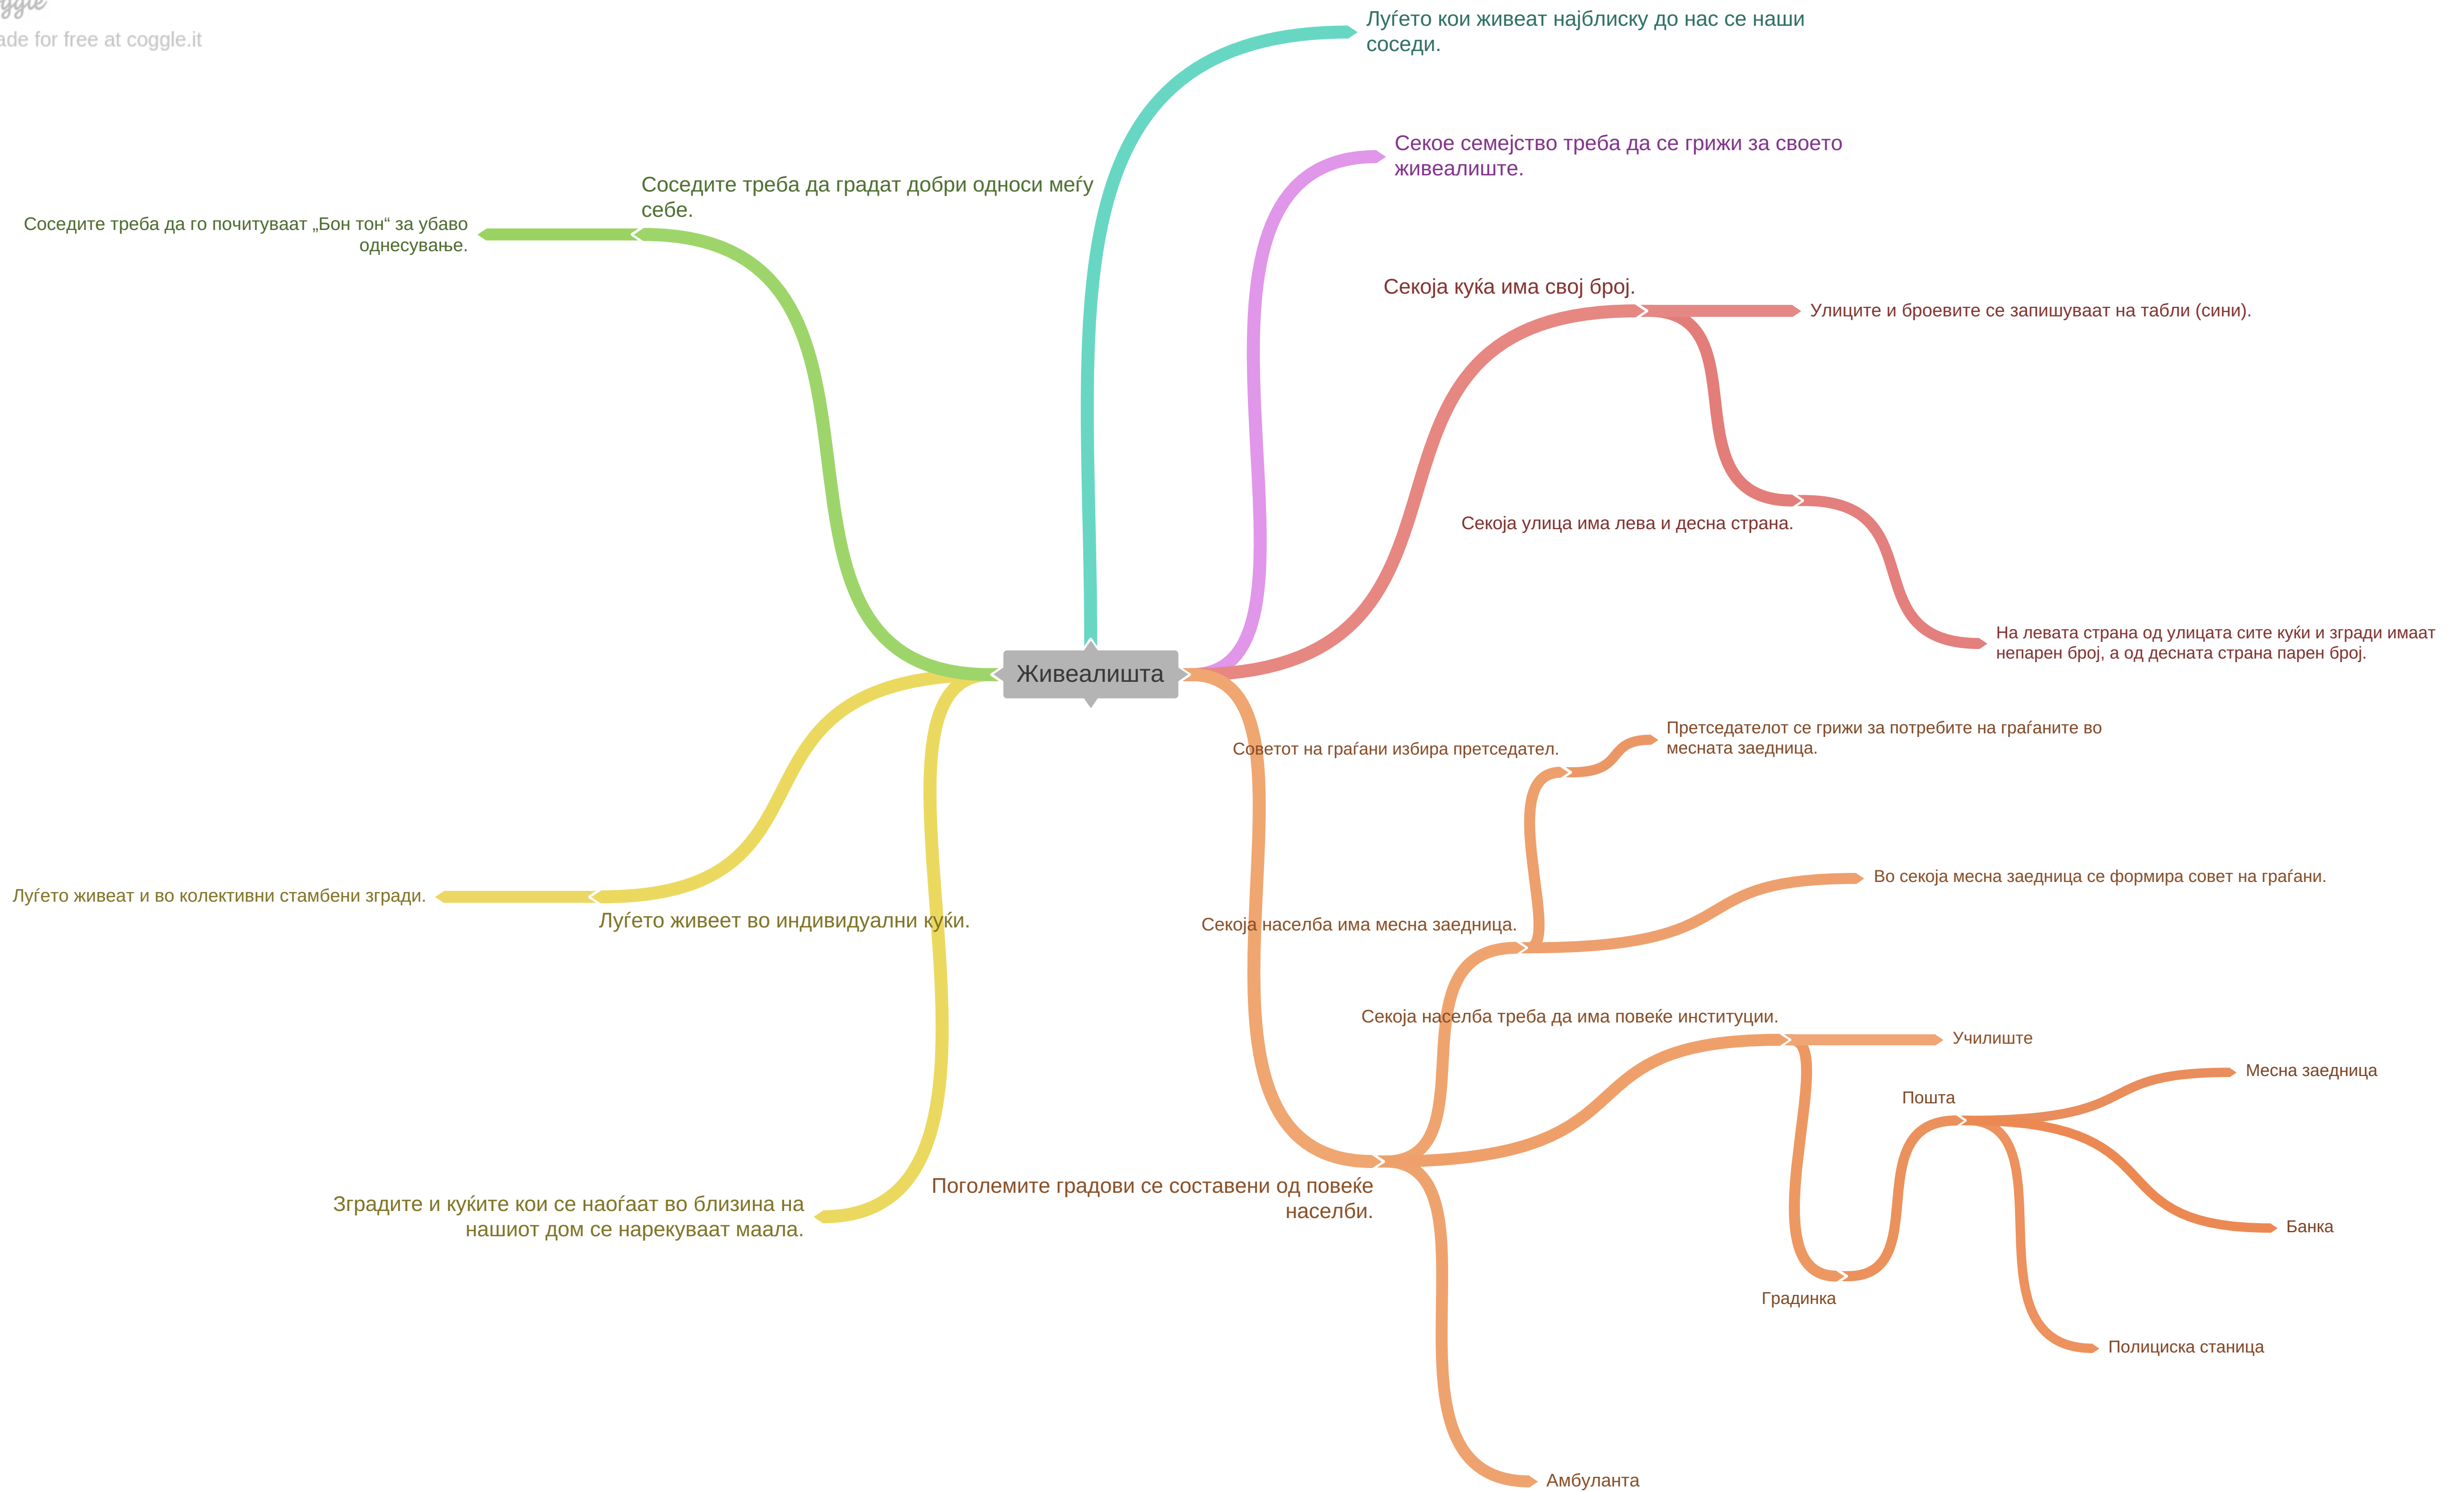 ade for free at coggle.it
Луѓето кои живеат најблиску до нас се наши
соседи.
Секое семејство треба да се грижи за своето
живеалиште.
Соседите треба да градат добри односи меѓу
себе.
Соседите треба да го почитуваат „Бон тон“ за убаво
однесување.
Секоја куќа има свој број.
Улиците и броевите се запишуваат на табли (сини).
Секоја улица има лева и десна страна.
На левата страна од улицата сите куќи и згради имаат
непарен број, а од десната страна парен број.
Живеалишта
Советот на граѓани избира претседател.
Претседателот се грижи за потребите на граѓаните во
месната заедница.
Во секоја месна заедница се формира совет на граѓани.
Луѓето живеат и во колективни стамбени згради.
Луѓето живеет во индивидуални куќи.
Секоја населба има месна заедница.
Секоја населба треба да има повеќе институции.
Училиште
Месна заедница
Пошта
Поголемите градови се составени од повеќе
населби.
Зградите и куќите кои се наоѓаат во близина на
нашиот дом се нарекуваат маала.
Банка
Градинка
Полициска станица
Амбуланта